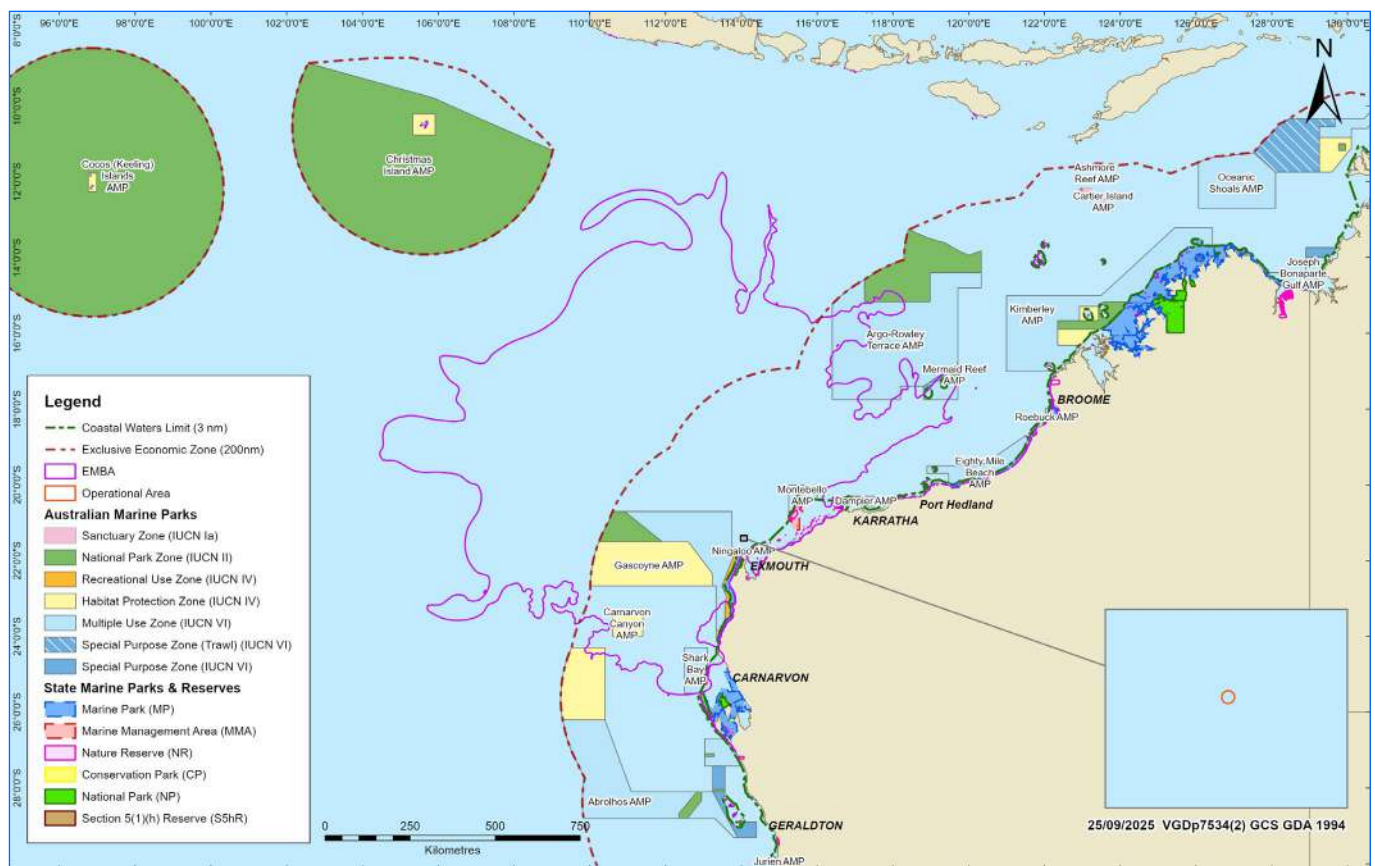 96°0'0"E 98°0'0"E 100°0'0"E 102°0'0"E 104°0'0"E 106°0'0"E 108°0'0"E 110°0'0"E 112°0'0"E 114°0'0"E 116°0'0"E 118°0'0"E 120°0'0"E 122°0'0"E 124°0'0"E 126°0'0"E 128°0'0"E 130°0'0"E
8°0'0"S
10°0'0"S
12°0'0"S
14°0'0"S
16°0'0"S
18°0'0"S
20°0'0"S
22°0'0"S
24°0'0"S
26°0'0"S
28°0'0"S
N
Cocos (Keeling)
Islands
AMP
Christmas
Island AMP
Ashmore
Reef AMP
Cartier Island
AMP
Oceanic
Shoals AMP
Joseph
Bonaparte
Gulf AMP
Kimberley
AMP
Argo-Rowley
Terrace AMP
Mermaid Reef
AMP
BROOME
Roebuck AMP
Eighty Mile
Beach
AMP
Port Hedland
Montebello
AMP
Dampier AMP
KARRATHA
Ningaloo AMP
EXMOUTH
Gascoyne AMP
Carnarvon
Canyon
AMP
Shark
Bay
AMP
CARNARVON
Abrolhos AMP
GERALDTON
Jurien AMP
Legend
Coastal Waters Limit (3 nm)
Exclusive Economic Zone (200nm)
EMBA
Operational Area
Australian Marine Parks
Sanctuary Zone (IUCN Ia)
National Park Zone (IUCN II)
Recreational Use Zone (IUCN IV)
Habitat Protection Zone (IUCN IV)
Multiple Use Zone (IUCN VI)
Special Purpose Zone (Trawl) (IUCN VI)
Special Purpose Zone (IUCN VI)
State Marine Parks & Reserves
Marine Park (MP)
Marine Management Area (MMA)
Nature Reserve (NR)
Conservation Park (CP)
National Park (NP)
Section 5(1)(h) Reserve (S5hR)
0 250 500 750
Kilometres
25/09/2025 VGDp7534(2) GCS GDA 1994